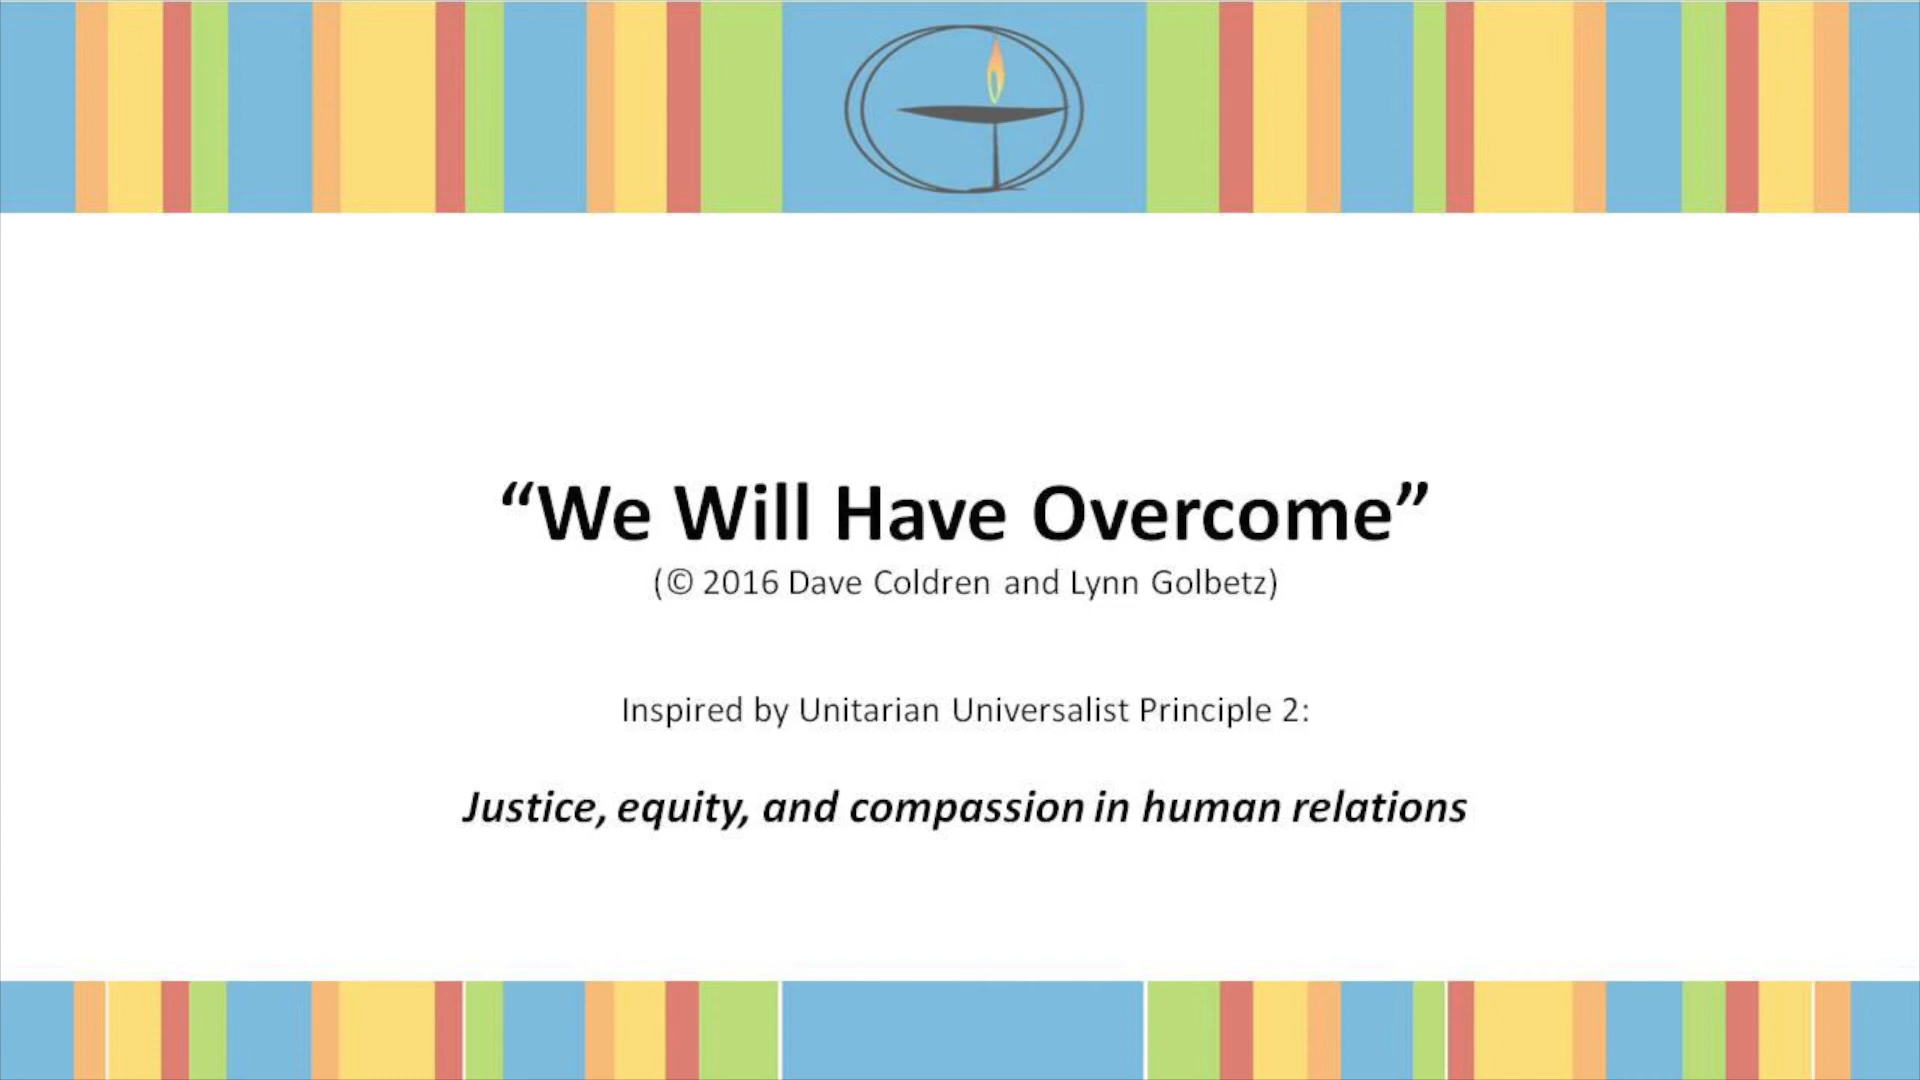 “We Will Have Overcome”
(© 2016 Dave Coldren and Lynn Golbetz)
Inspired by Unitarian Universalist Principle 2:
Justice, equity, and compassion in human relations